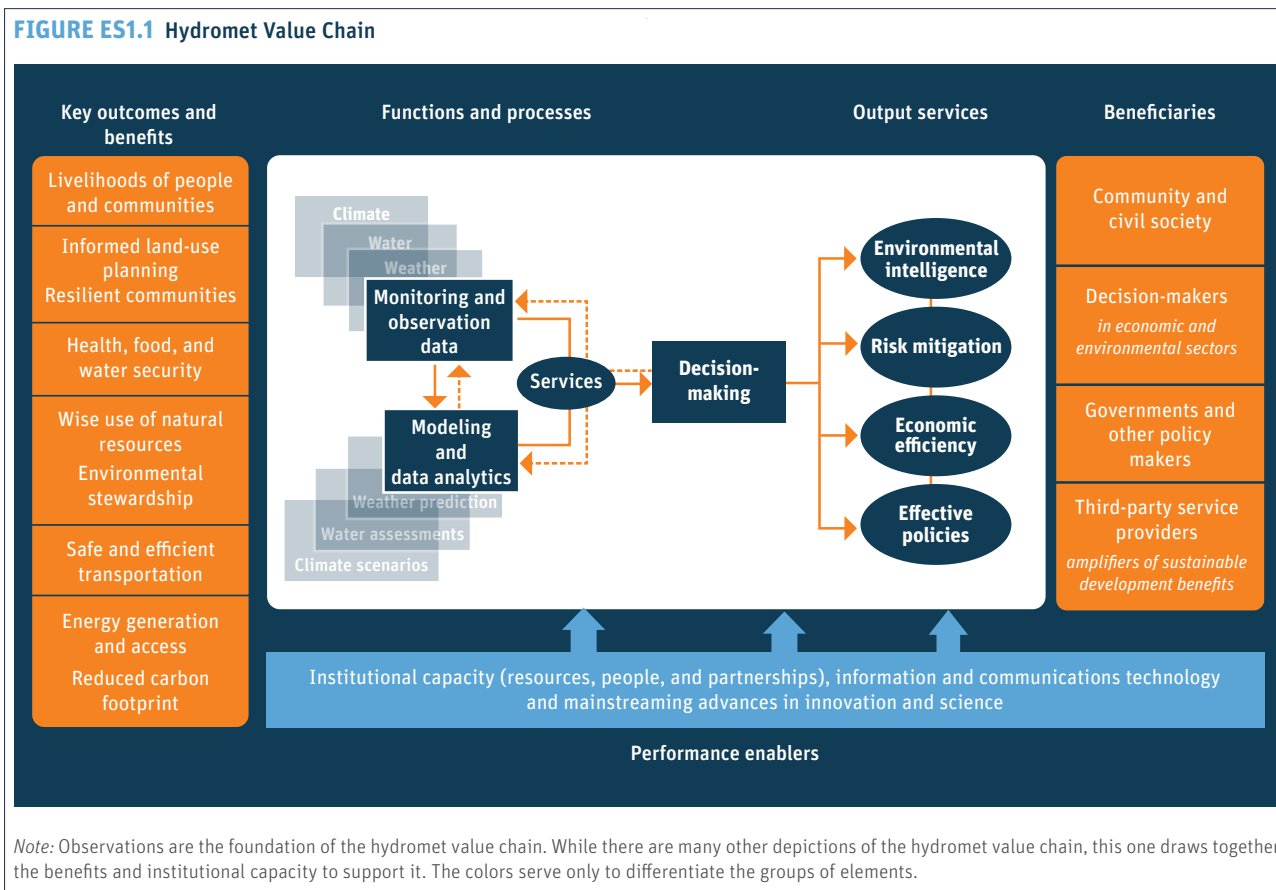 FIGURE ES1.1 Hydromet Value Chain
Key outcomes and
benefits
Livelihoods of people
and communities
Informed land-use
planning
Resilient communities
Health, food, and
water security
Wise use of natural
resources
Environmental
stewardship
Safe and efficient
transportation
Energy generation
and access
Reduced carbon
footprint
Functions and processes
Climate
Water
Weather
Monitoring and
observation
data
Modeling
and
data analytics
Weather prediction
Water assessments
Climate scenarios
Services
Decision-
making
Output services
Environmental
intelligence
Risk mitigation
Economic
efficiency
Effective
policies
Beneficiaries
Community and
civil society
Decision-makers
in economic and
environmental sectors
Governments and
other policy
makers
Third-party service
providers
amplifiers of sustainable
development benefits
Institutional capacity (resources, people, and partnerships), information and communications technology
and mainstreaming advances in innovation and science
Performance enablers
Note: Observations are the foundation of the hydromet value chain. While there are many other depictions of the hydromet value chain, this one draws together
the benefits and institutional capacity to support it. The colors serve only to differentiate the groups of elements.